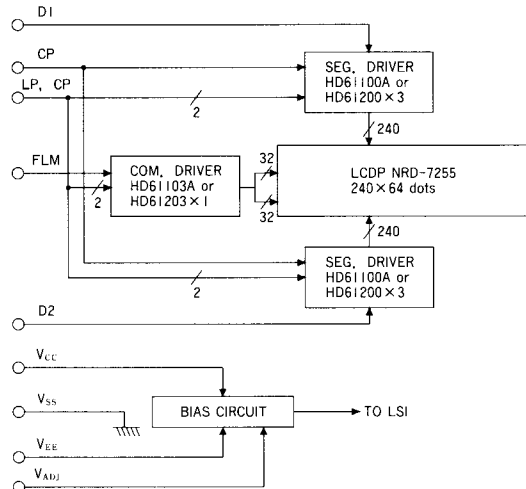 D1
CP
LP, CP
2
SEG. DRIVER
HD61100A or
HD61200×3
240
FLM
2
COM. DRIVER
HD61103A or
HD61203×1
32
32
LCDP NRD-7255
240×64 dots
240
2
SEG. DRIVER
HD61100A or
HD61200×3
D2
VCC
VSS
BIAS CIRCUIT
TO LSI
VEE
VADJ